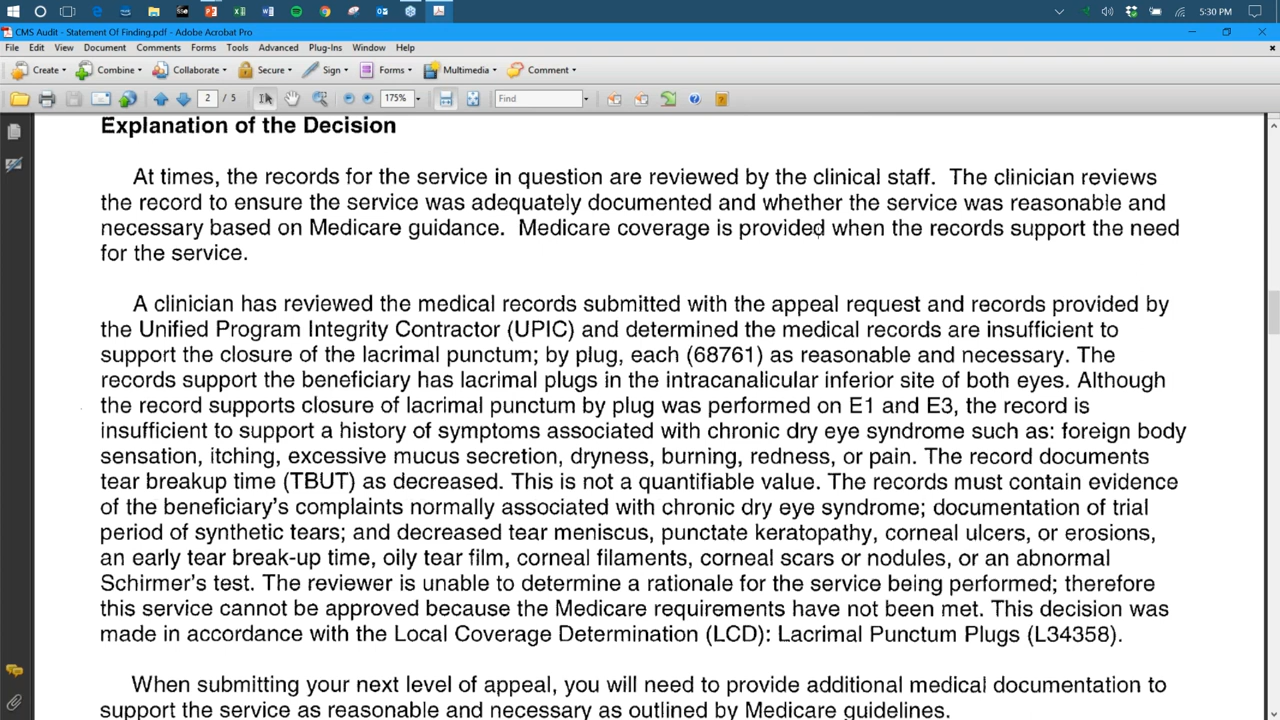 5:30 PM
CMS Audit - Statement Of Finding.pdf - Adobe Acrobat Pro
File Edit View Document Comments Forms Tools Advanced Plug-Ins Window Help
Create Combine Collaborate Secure Sign Forms Multimedia Comment
2 / 5 175% Find
Explanation of the Decision
At times, the records for the service in question are reviewed by the clinical staff. The clinician reviews
the record to ensure the service was adequately documented and whether the service was reasonable and
necessary based on Medicare guidance. Medicare coverage is provided when the records support the need
for the service.
A clinician has reviewed the medical records submitted with the appeal request and records provided by
the Unified Program Integrity Contractor (UPIC) and determined the medical records are insufficient to
support the closure of the lacrimal punctum; by plug, each (68761) as reasonable and necessary. The
records support the beneficiary has lacrimal plugs in the intracanalicular inferior site of both eyes. Although
the record supports closure of lacrimal punctum by plug was performed on E1 and E3, the record is
insufficient to support a history of symptoms associated with chronic dry eye syndrome such as: foreign body
sensation, itching, excessive mucus secretion, dryness, burning, redness, or pain. The record documents
tear breakup time (TBUT) as decreased. This is not a quantifiable value. The records must contain evidence
of the beneficiary's complaints normally associated with chronic dry eye syndrome; documentation of trial
period of synthetic tears; and decreased tear meniscus, punctate keratopathy, corneal ulcers, or erosions,
an early tear break-up time, oily tear film, corneal filaments, corneal scars or nodules, or an abnormal
Schirmer's test. The reviewer is unable to determine a rationale for the service being performed; therefore
this service cannot be approved because the Medicare requirements have not been met. This decision was
made in accordance with the Local Coverage Determination (LCD): Lacrimal Punctum Plugs (L34358).
When submitting your next level of appeal, you will need to provide additional medical documentation to
support the service as reasonable and necessary as outlined by Medicare guidelines.